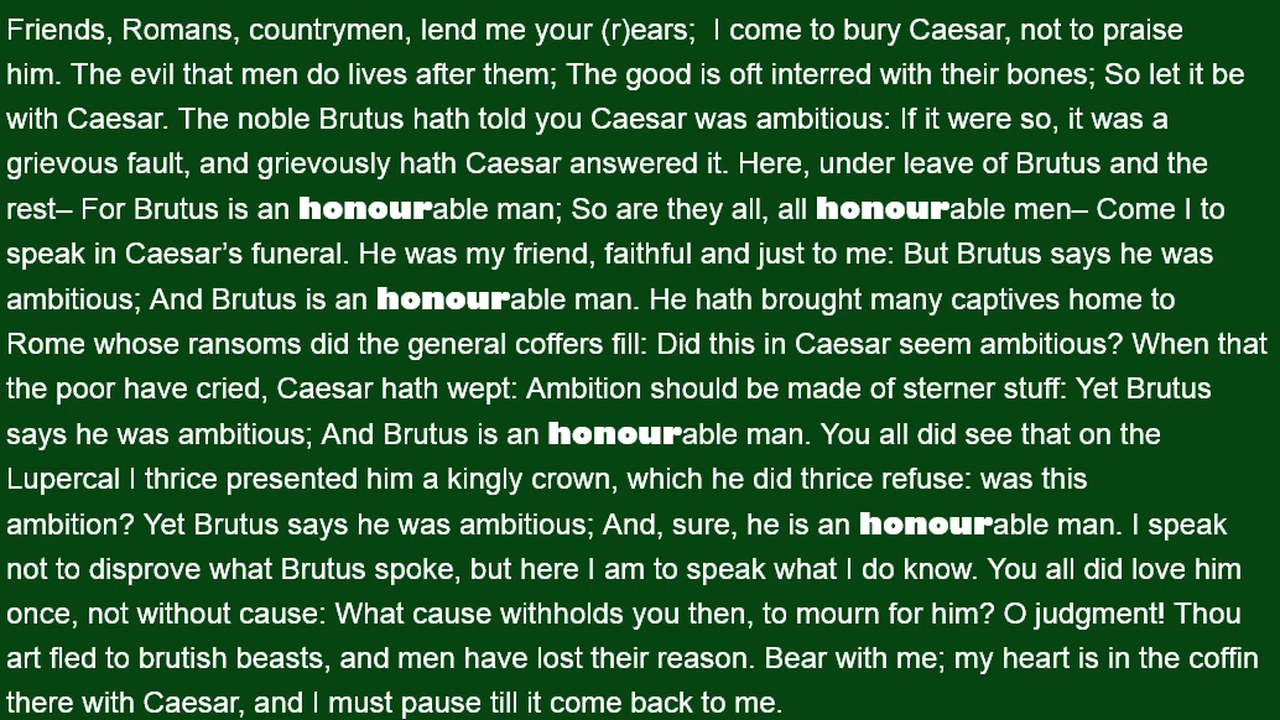 Friends, Romans, countrymen, lend me your (r)ears;  I come to bury Caesar, not to praise
him. The evil that men do lives after them; The good is oft interred with their bones; So let it be
with Caesar. The noble Brutus hath told you Caesar was ambitious: If it were so, it was a
grievous fault, and grievously hath Caesar answered it. Here, under leave of Brutus and the
rest– For Brutus is an honourable man; So are they all, all honourable men– Come I to
speak in Caesar’s funeral. He was my friend, faithful and just to me: But Brutus says he was
ambitious; And Brutus is an honourable man. He hath brought many captives home to
Rome whose ransoms did the general coffers fill: Did this in Caesar seem ambitious? When that
the poor have cried, Caesar hath wept: Ambition should be made of sterner stuff: Yet Brutus
says he was ambitious; And Brutus is an honourable man. You all did see that on the
Lupercal I thrice presented him a kingly crown, which he did thrice refuse: was this
ambition? Yet Brutus says he was ambitious; And, sure, he is an honourable man. I speak
not to disprove what Brutus spoke, but here I am to speak what I do know. You all did love him
once, not without cause: What cause withholds you then, to mourn for him? O judgment! Thou
art fled to brutish beasts, and men have lost their reason. Bear with me; my heart is in the coffin
there with Caesar, and I must pause till it come back to me.